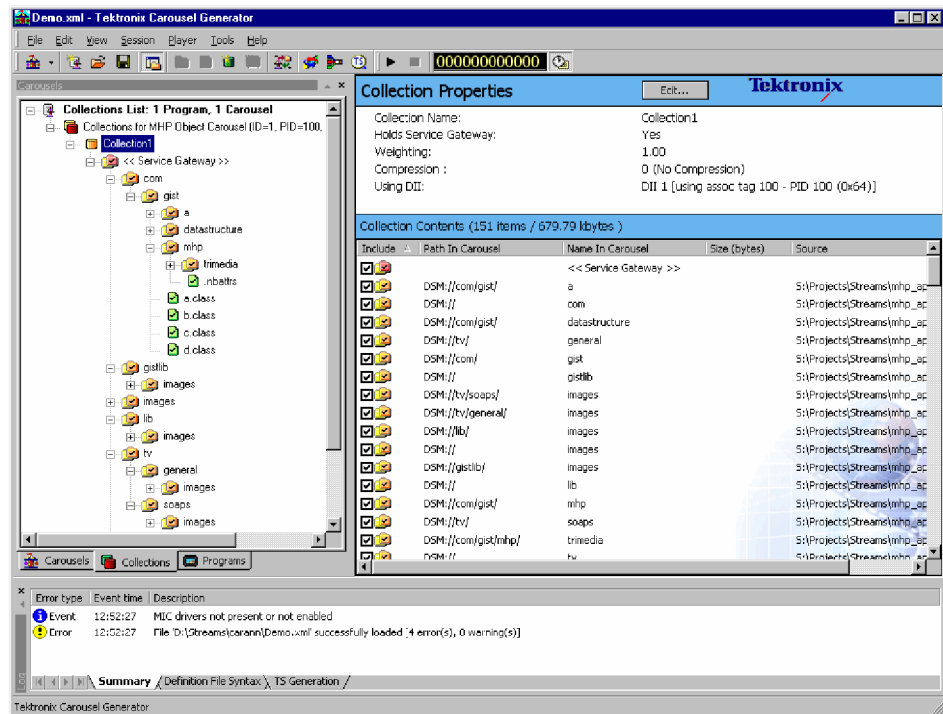 Demo.xml - Tektronix Carousel Generator
File Edit View Session Player Tools Help
000000000000
Carousels
Collections List: 1 Program, 1 Carousel
Collections for MHP Object Carousel (ID=1, PID=100,
Collection1
<< Service Gateway >>
com
gist
a
datastructure
mhp
trimedia
.nbattrs
a.class
b.class
c.class
d.class
gistlib
images
images
lib
images
tv
general
images
soaps
images
Carousels Collections Programs
Collection Properties Edit... Tektronix
Collection Name: Collection1
Holds Service Gateway: Yes
Weighting: 1.00
Compression : 0 (No Compression)
Using DII: DII 1 [using assoc tag 100 - PID 100 (0x64)]
Collection Contents (151 items / 679.79 kbytes )
Include Path In Carousel Name In Carousel Size (bytes) Source
<< Service Gateway >>
DSM://com/gist/ a S:\Projects\Streams\mhp_ap
DSM:// com S:\Projects\Streams\mhp_ap
DSM://com/gist/ datastructure S:\Projects\Streams\mhp_ap
DSM://tv/ general S:\Projects\Streams\mhp_ap
DSM://com/ gist S:\Projects\Streams\mhp_ap
DSM:// gistlib S:\Projects\Streams\mhp_ap
DSM://tv/soaps/ images S:\Projects\Streams\mhp_ap
DSM://tv/general/ images S:\Projects\Streams\mhp_ap
DSM://lib/ images S:\Projects\Streams\mhp_ap
DSM:// images S:\Projects\Streams\mhp_ap
DSM://gistlib/ images S:\Projects\Streams\mhp_ap
DSM:// lib S:\Projects\Streams\mhp_ap
DSM://com/gist/ mhp S:\Projects\Streams\mhp_ap
DSM://tv/ soaps S:\Projects\Streams\mhp_ap
DSM://com/gist/mhp/ trimedia S:\Projects\Streams\mhp_ap
DSM:// tv S:\Projects\Streams\mhp_ap
Error type Event time Description
Event 12:52:27 MIC drivers not present or not enabled
Error 12:52:27 File 'D:\Streams\carann\Demo.xml' successfully loaded [4 error(s), 0 warning(s)]
LOG
Summary Definition File Syntax TS Generation
Tektronix Carousel Generator